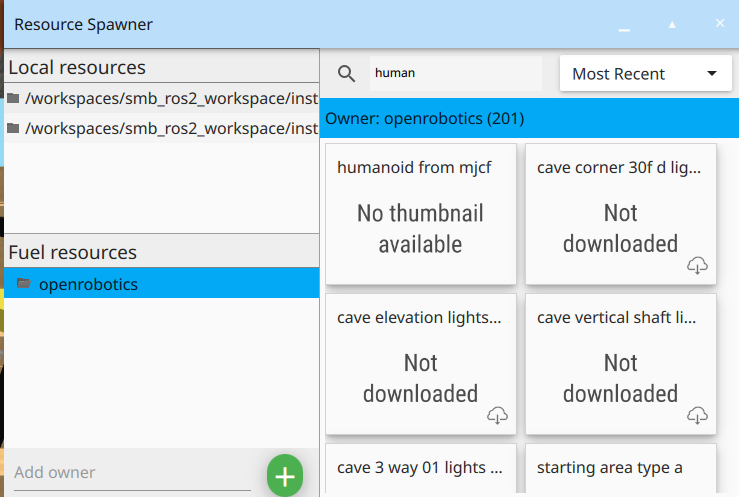 Resource Spawner
Local resources
/workspaces/smb_ros2_workspace/inst
/workspaces/smb_ros2_workspace/inst
Fuel resources
openrobotics
Add owner
human
Most Recent
Owner: openrobotics (201)
humanoid from mjcf
No thumbnail
available
cave corner 30f d lig...
Not
downloaded
cave elevation lights...
Not
downloaded
cave vertical shaft li...
Not
downloaded
cave 3 way 01 lights ...
starting area type a